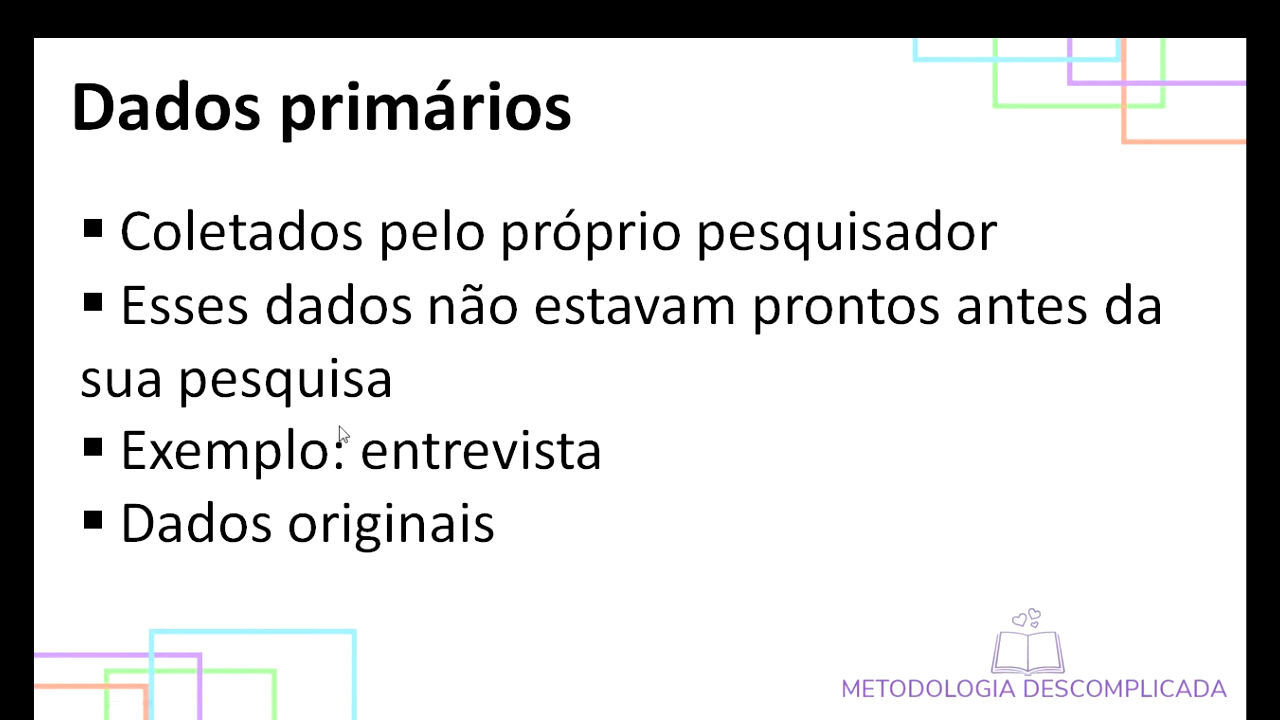 Dados primários
▪ Coletados pelo próprio pesquisador
▪ Esses dados não estavam prontos antes da
sua pesquisa
▪ Exemplo: entrevista
▪ Dados originais
METODOLOGIA DESCOMPLICADA